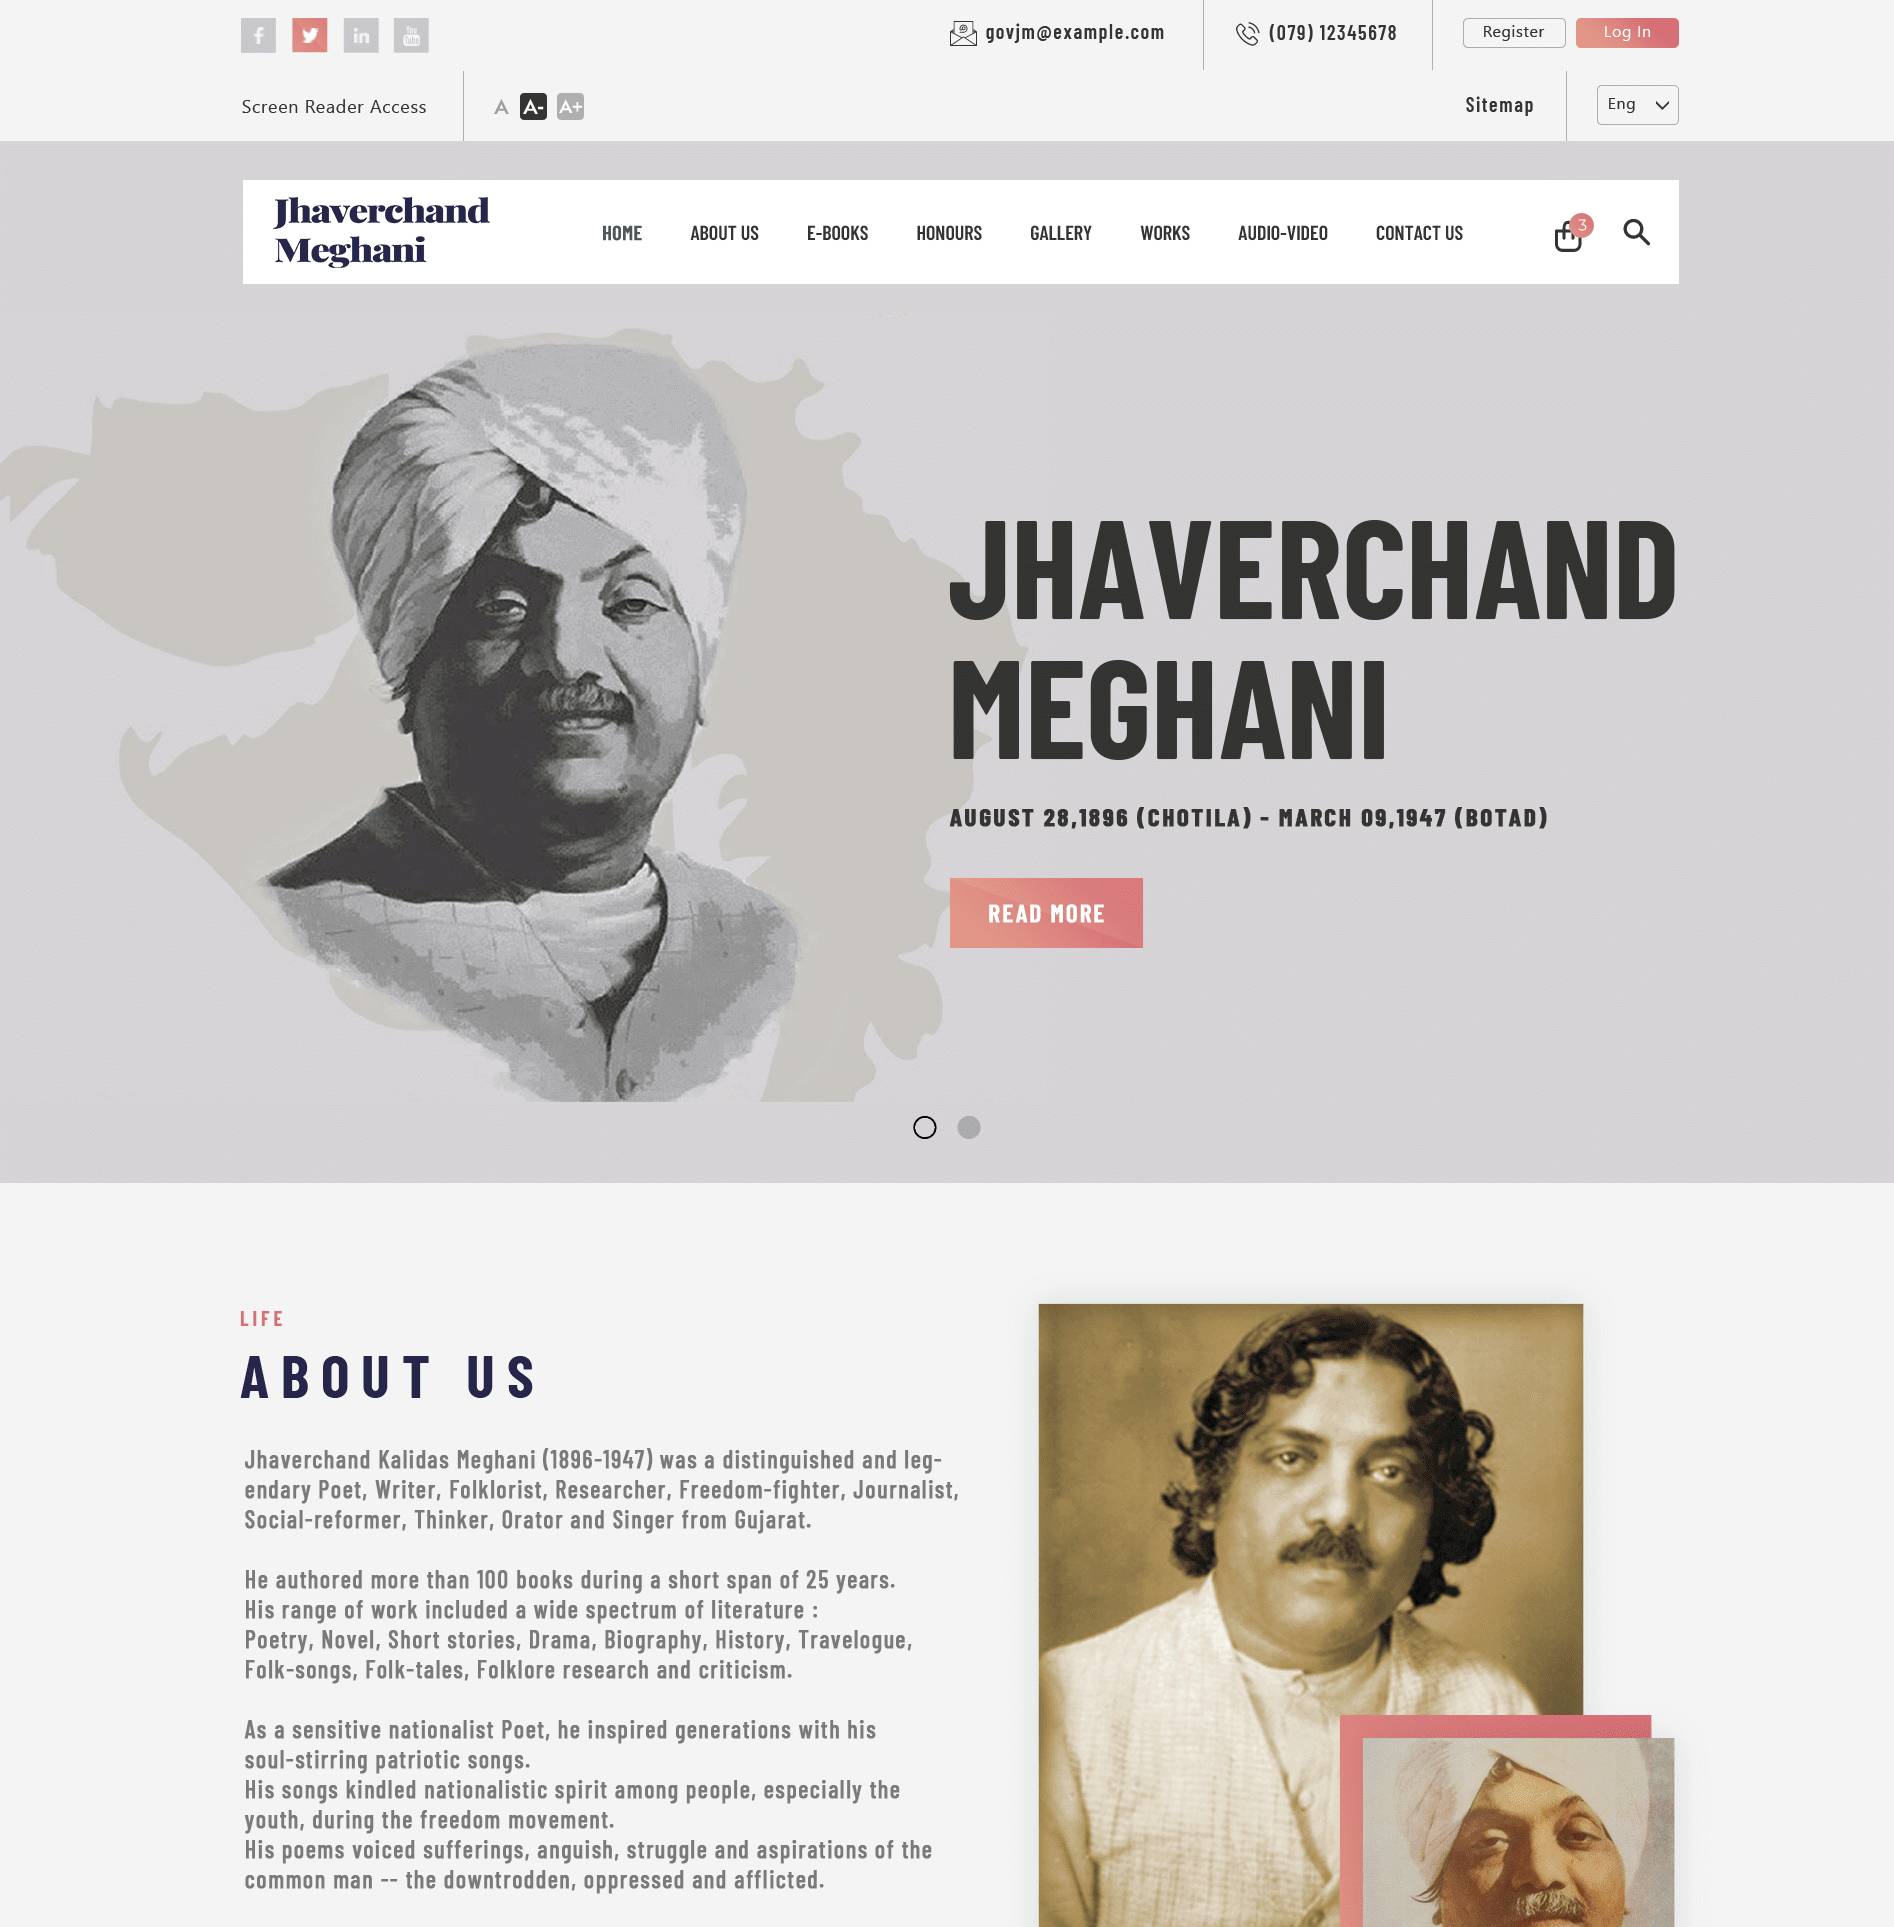 f
in
You
Tube
govjm@example.com
(079) 12345678
Register
Log In
Screen Reader Access
A
A-
A+
Sitemap
Eng
Jhaverchand
Meghani
HOME
ABOUT US
E-BOOKS
HONOURS
GALLERY
WORKS
AUDIO-VIDEO
CONTACT US
3
JHAVERCHAND
MEGHANI
AUGUST 28,1896 (CHOTILA) - MARCH 09,1947 (BOTAD)
READ MORE
LIFE
ABOUT US
Jhaverchand Kalidas Meghani (1896-1947) was a distinguished and leg-
endary Poet, Writer, Folklorist, Researcher, Freedom-fighter, Journalist,
Social-reformer, Thinker, Orator and Singer from Gujarat.
He authored more than 100 books during a short span of 25 years.
His range of work included a wide spectrum of literature :
Poetry, Novel, Short stories, Drama, Biography, History, Travelogue,
Folk-songs, Folk-tales, Folklore research and criticism.
As a sensitive nationalist Poet, he inspired generations with his
soul-stirring patriotic songs.
His songs kindled nationalistic spirit among people, especially the
youth, during the freedom movement.
His poems voiced sufferings, anguish, struggle and aspirations of the
common man -- the downtrodden, oppressed and afflicted.